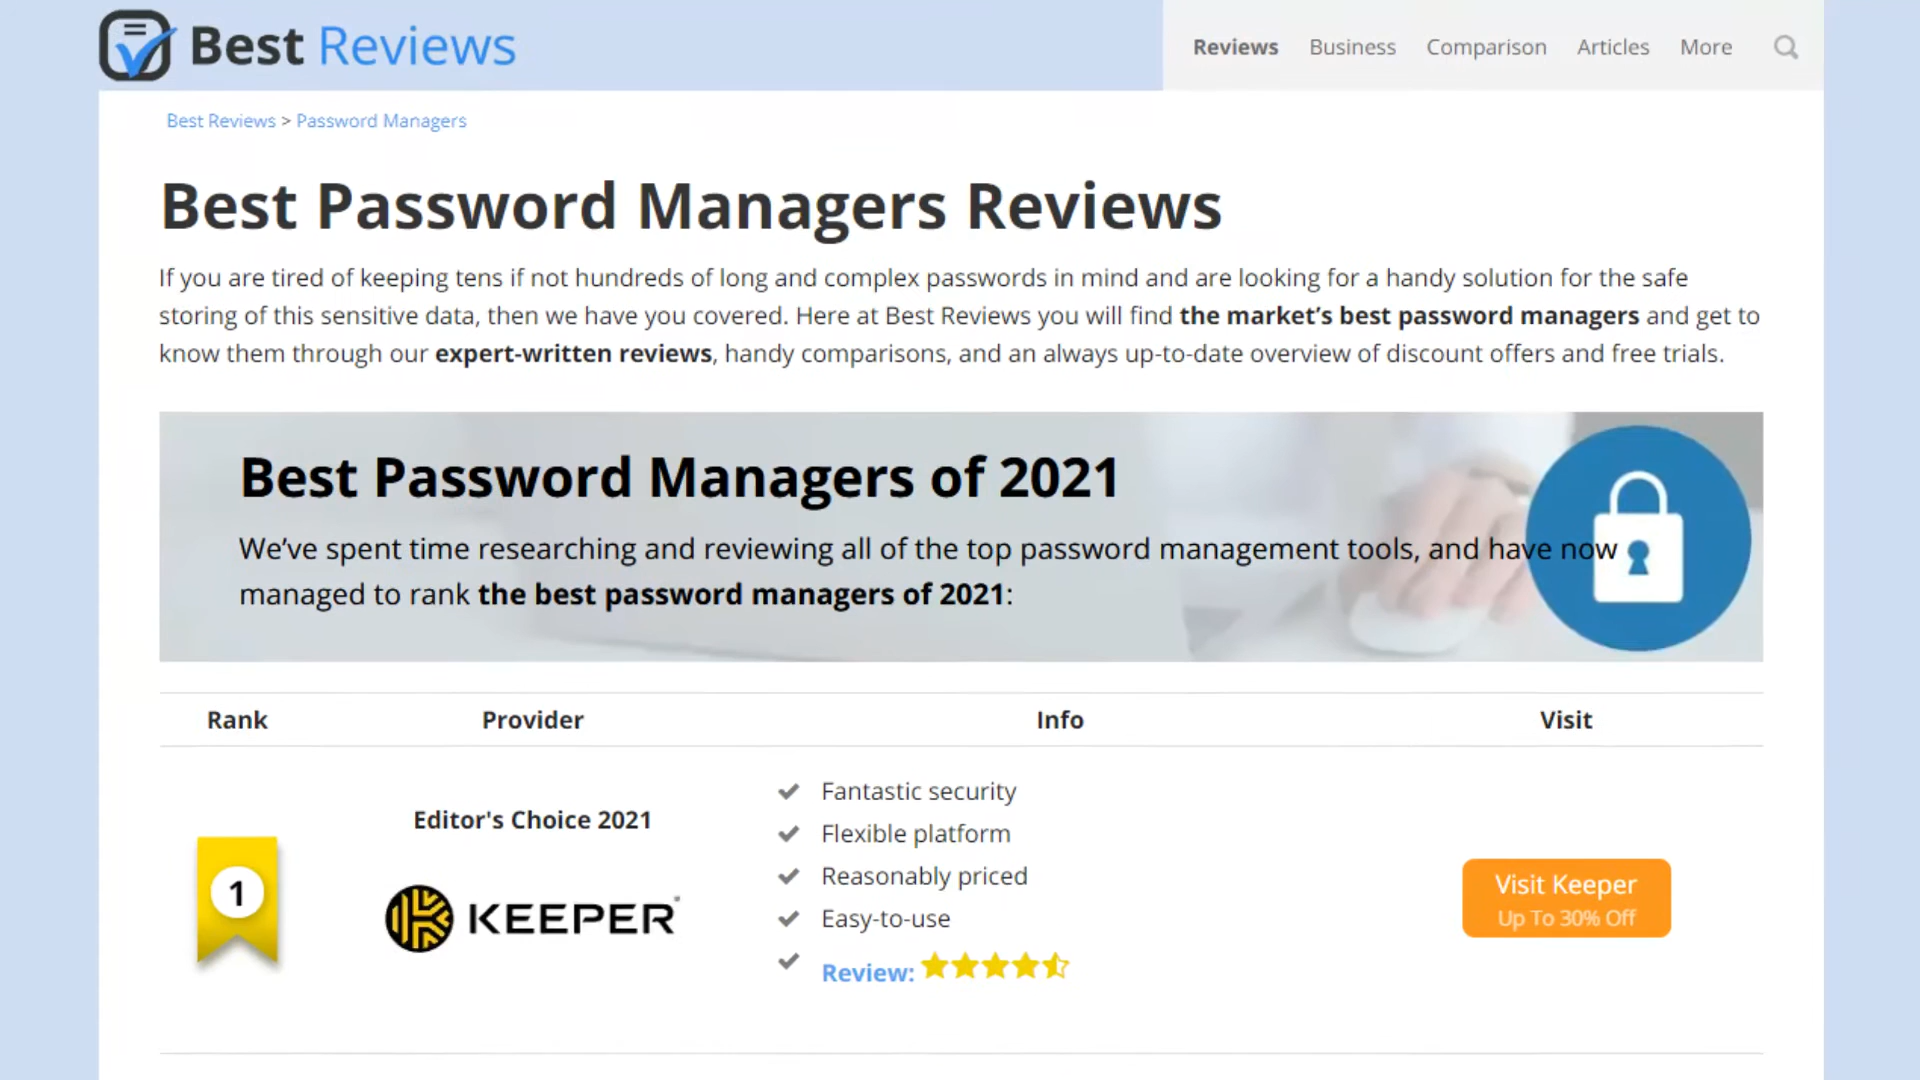 Best Reviews
Reviews Business Comparison Articles More
Best Reviews > Password Managers
Best Password Managers Reviews
If you are tired of keeping tens if not hundreds of long and complex passwords in mind and are looking for a handy solution for the safe
storing of this sensitive data, then we have you covered. Here at Best Reviews you will find the market’s best password managers and get to
know them through our expert-written reviews, handy comparisons, and an always up-to-date overview of discount offers and free trials.
Best Password Managers of 2021
We’ve spent time researching and reviewing all of the top password management tools, and have now
managed to rank the best password managers of 2021:
Rank Provider Info Visit
1
Editor's Choice 2021
KEEPER
Fantastic security
Flexible platform
Reasonably priced
Easy-to-use
Review:
Visit Keeper
Up To 30% Off